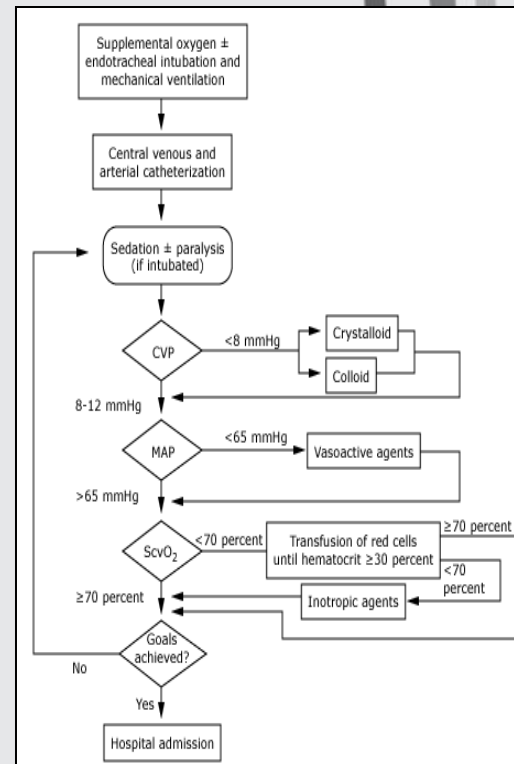 Supplemental oxygen ±
endotracheal intubation and
mechanical ventilation
Central venous and
arterial catheterization
Sedation ± paralysis
(if intubated)
CVP
<8 mmHg
Crystalloid
Colloid
8-12 mmHg
MAP
<65 mmHg
Vasoactive agents
>65 mmHg
ScvO₂
<70 percent
Transfusion of red cells
until hematocrit ≥30 percent
≥70 percent
<70
percent
Inotropic agents
≥70 percent
Goals
achieved?
No
Yes
Hospital admission